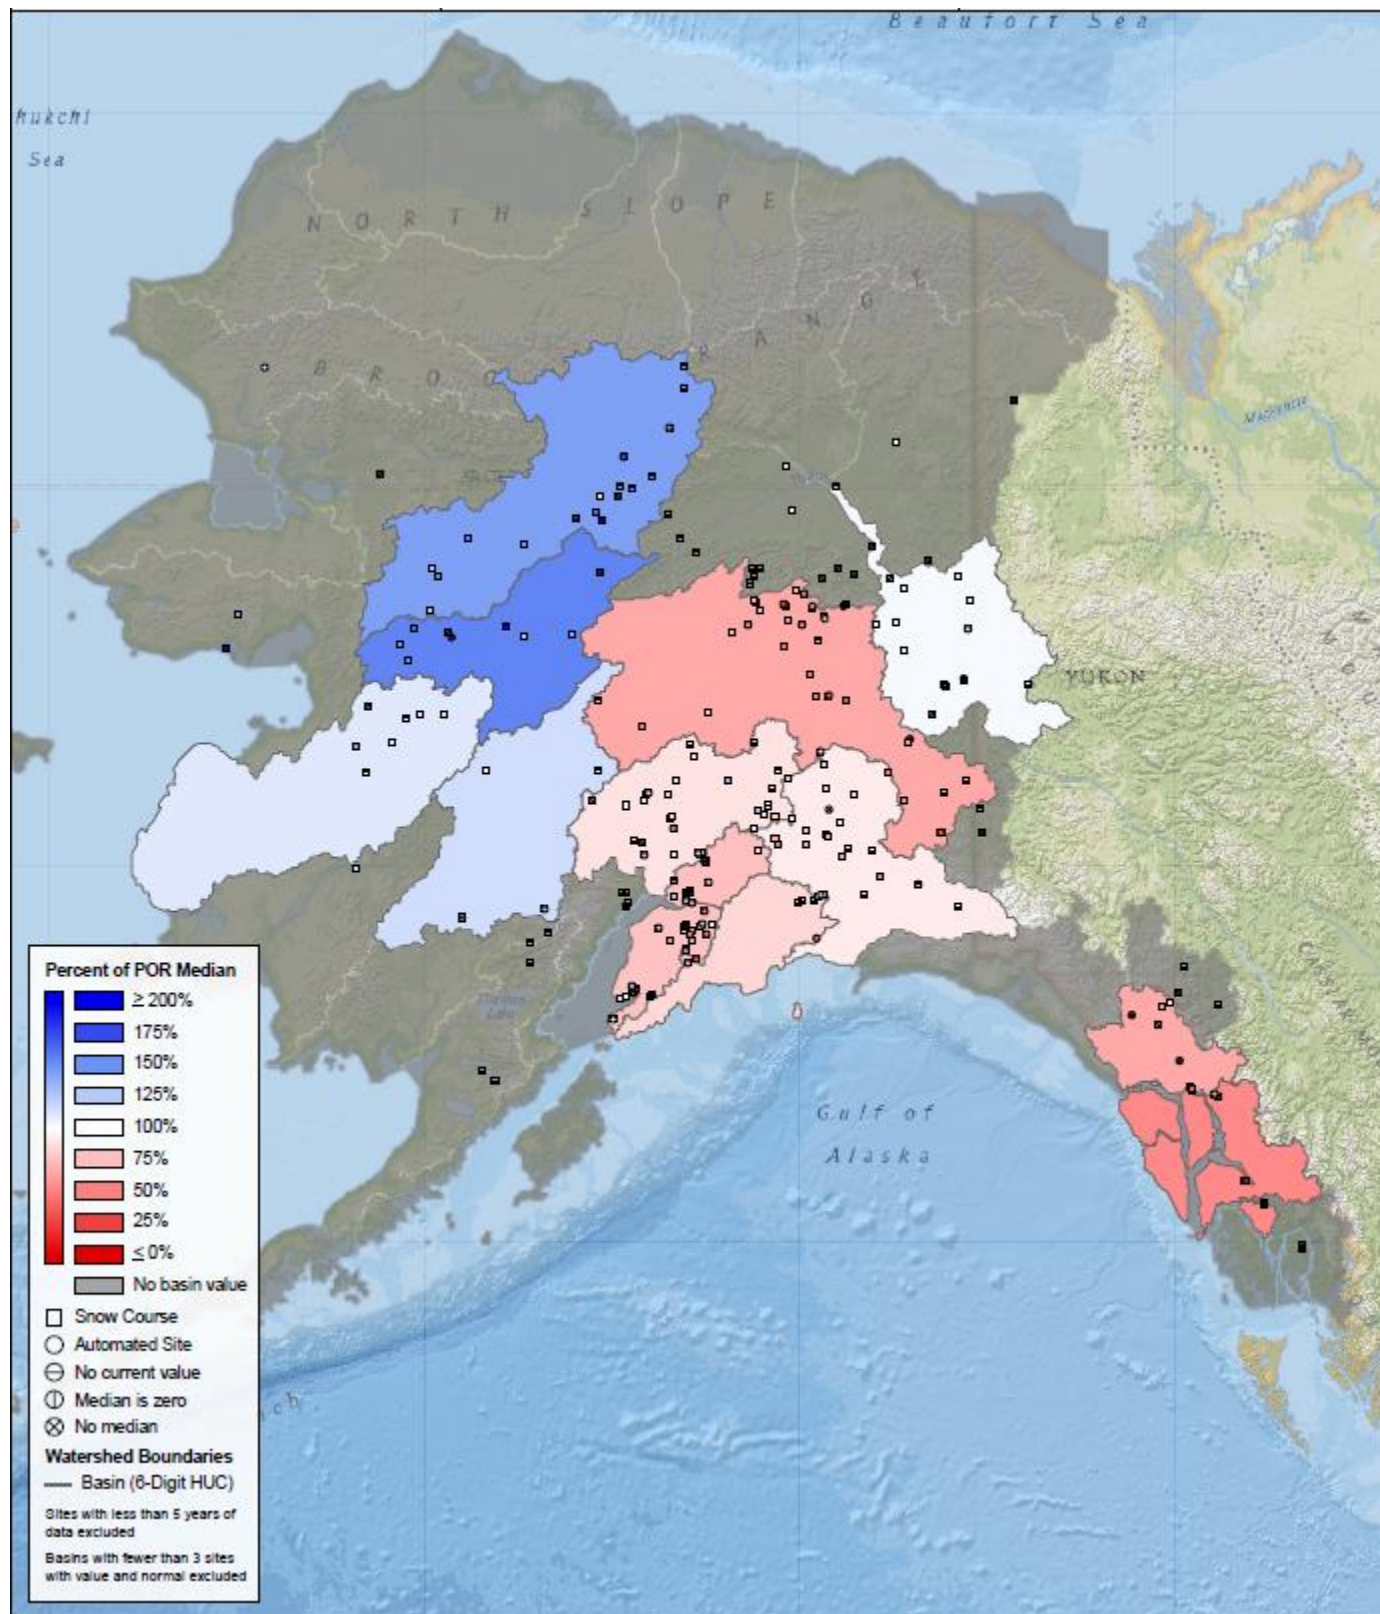 Beaufort Sea
hukchi
Sea
NORTH SLOPE
RANGE
BROO
Mackenzie
YUKON
Gulf of
Alaska
Percent of POR Median
≥ 200%
175%
150%
125%
100%
75%
50%
25%
≤ 0%
No basin value
Snow Course
Automated Site
No current value
Median is zero
No median
Watershed Boundaries
Basin (6-Digit HUC)
Sites with less than 5 years of
data excluded
Basins with fewer than 3 sites
with value and normal excluded